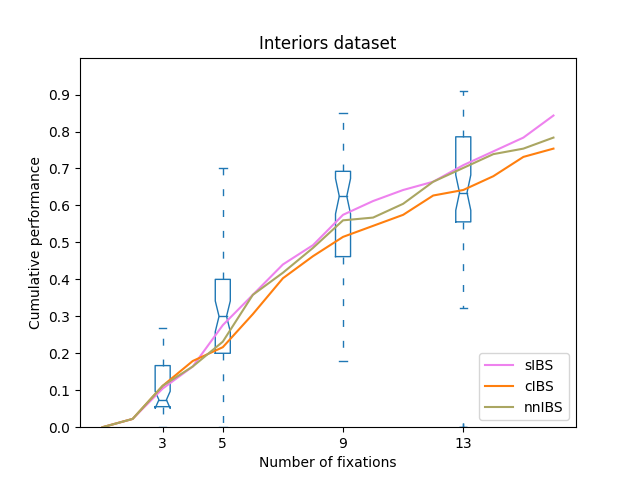 Interiors dataset
Cumulative performance
0.9
0.8
0.7
0.6
0.5
0.4
0.3
0.2
0.1
0.0
sIBS
cIBS
nnIBS
3
5
9
13
Number of fixations